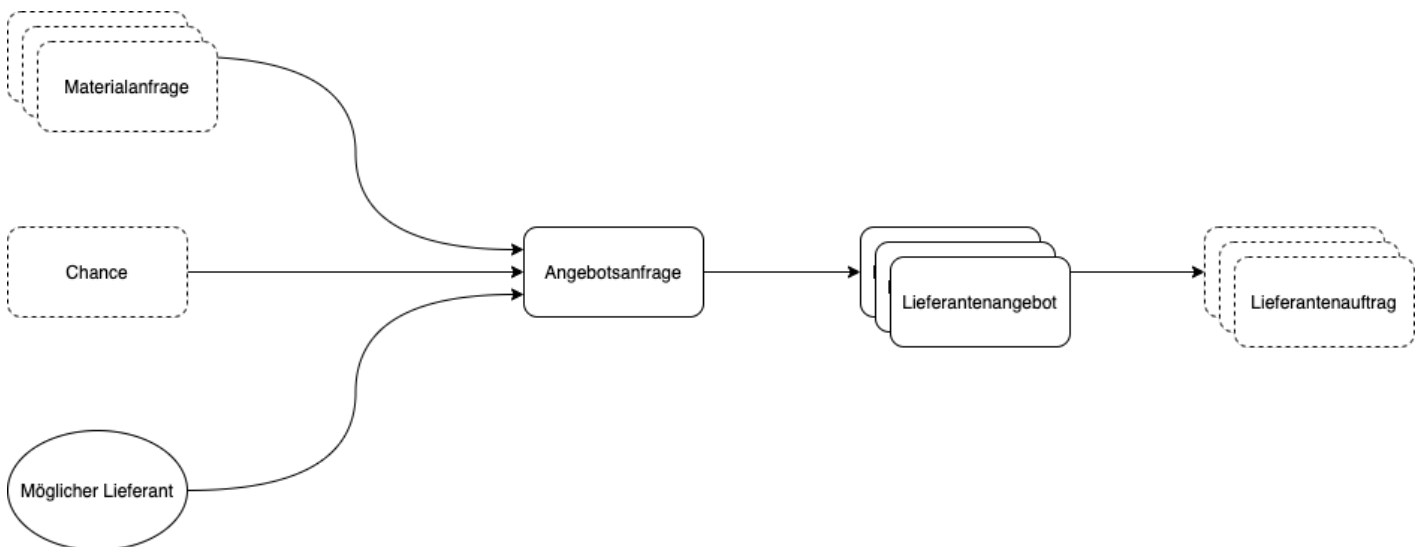 Materialanfrage
Chance
Angebotsanfrage
Lieferantenangebot
Lieferantenauftrag
Möglicher Lieferant